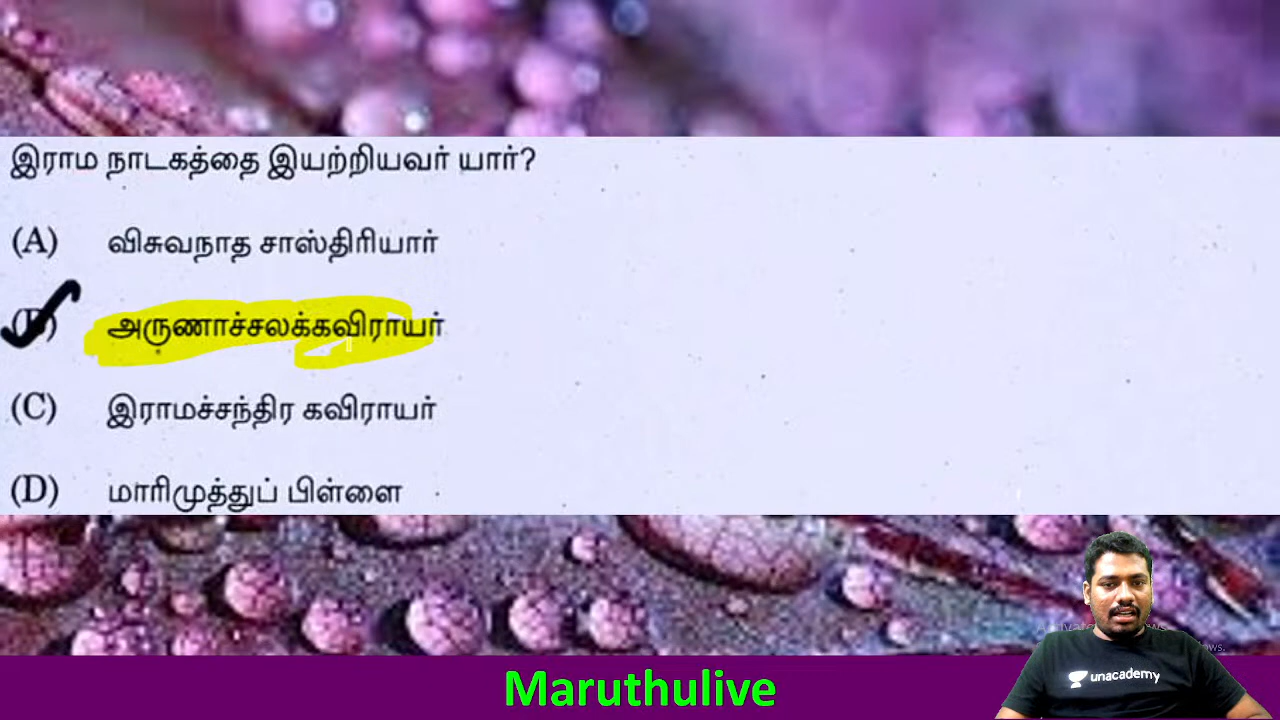 இராம நாடகத்தை இயற்றியவர் யார்?
(A) விசுவநாத சாஸ்திரியார்
(B) அருணாச்சலக்கவிராயர்
(C) இராமச்சந்திர கவிராயர்
(D) மாரிமுத்துப் பிள்ளை
unacademy
Maruthulive